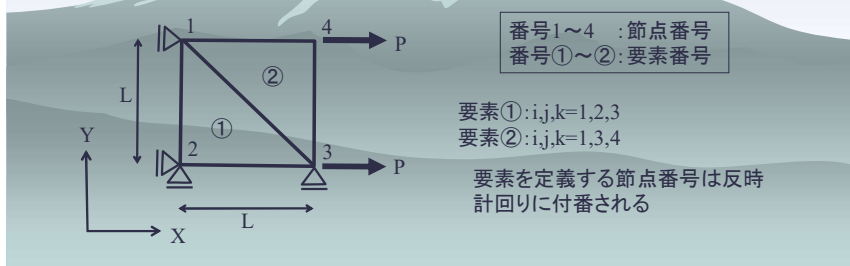 1
4
P
番号1～4 :節点番号
番号①～②:要素番号
②
L
要素①:i,j,k=1,2,3
要素②:i,j,k=1,3,4
①
Y
2
3
P
要素を定義する節点番号は反時
計回りに付番される
L
X